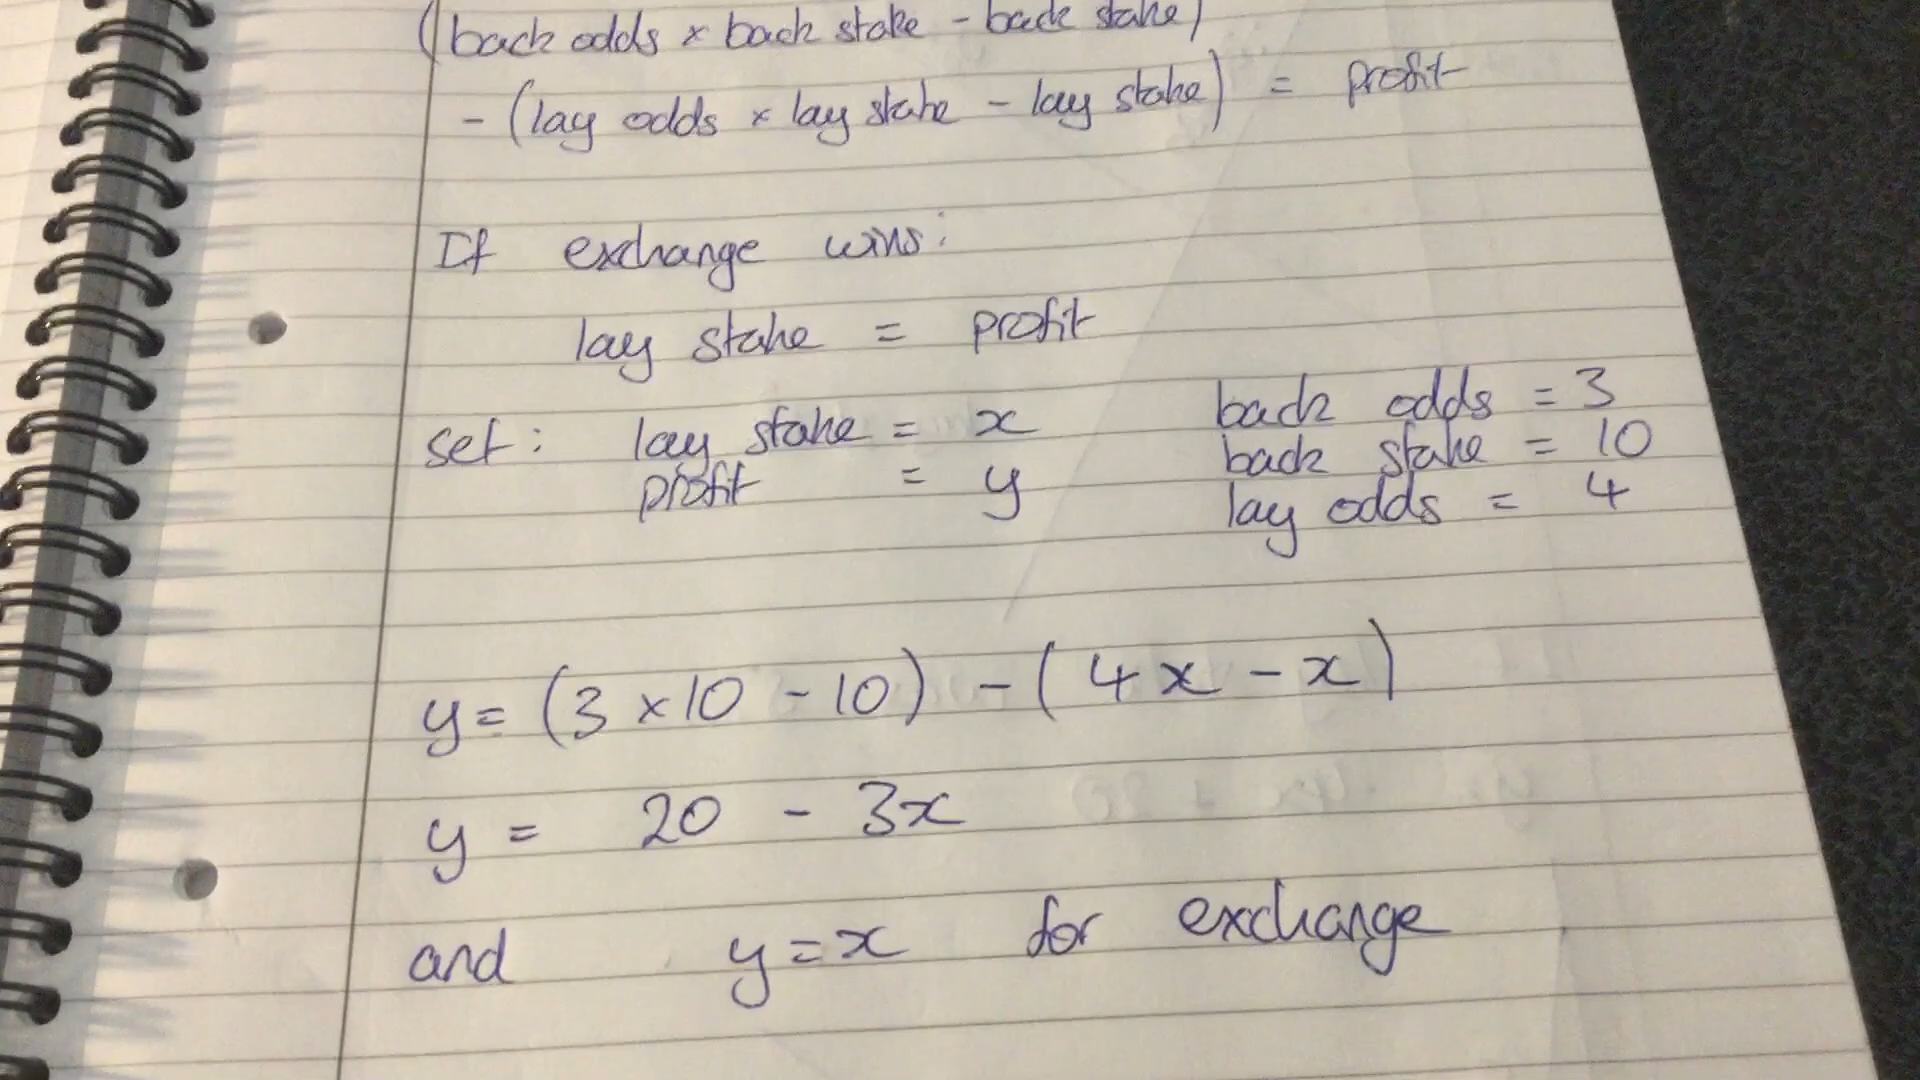 (back odds × back stake - back stake)
- (lay odds × lay stake - lay stake) = profit
If exchange wins:
lay stake = profit
set: lay stake = x
profit = y
back odds = 3
back stake = 10
lay odds = 4
y = (3 × 10 - 10) - (4x - x)
y = 20 - 3x
and y = x for exchange